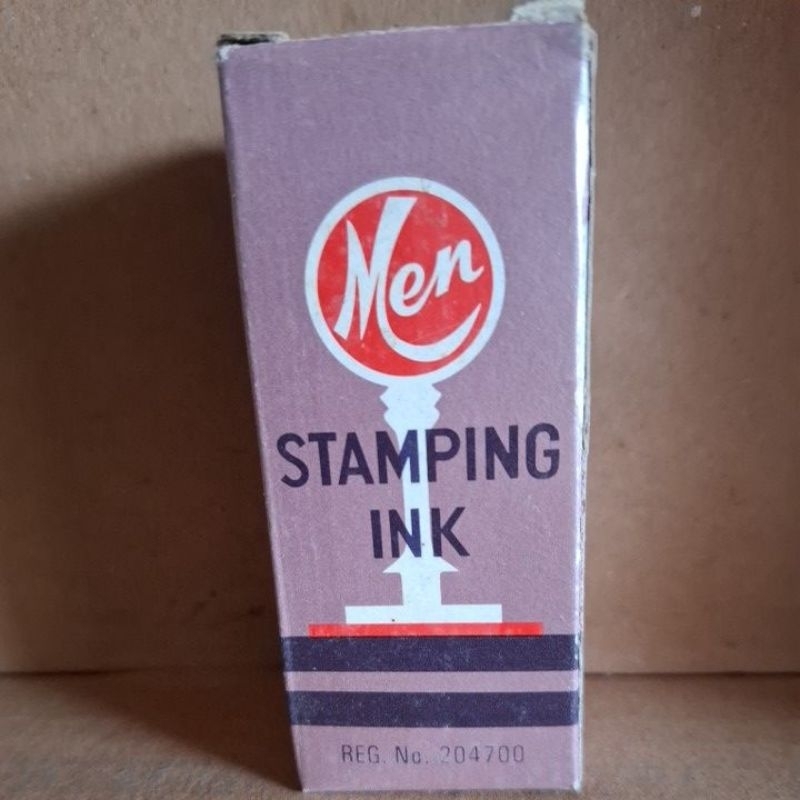 Men
STAMPING
INK
REG. No. 204700